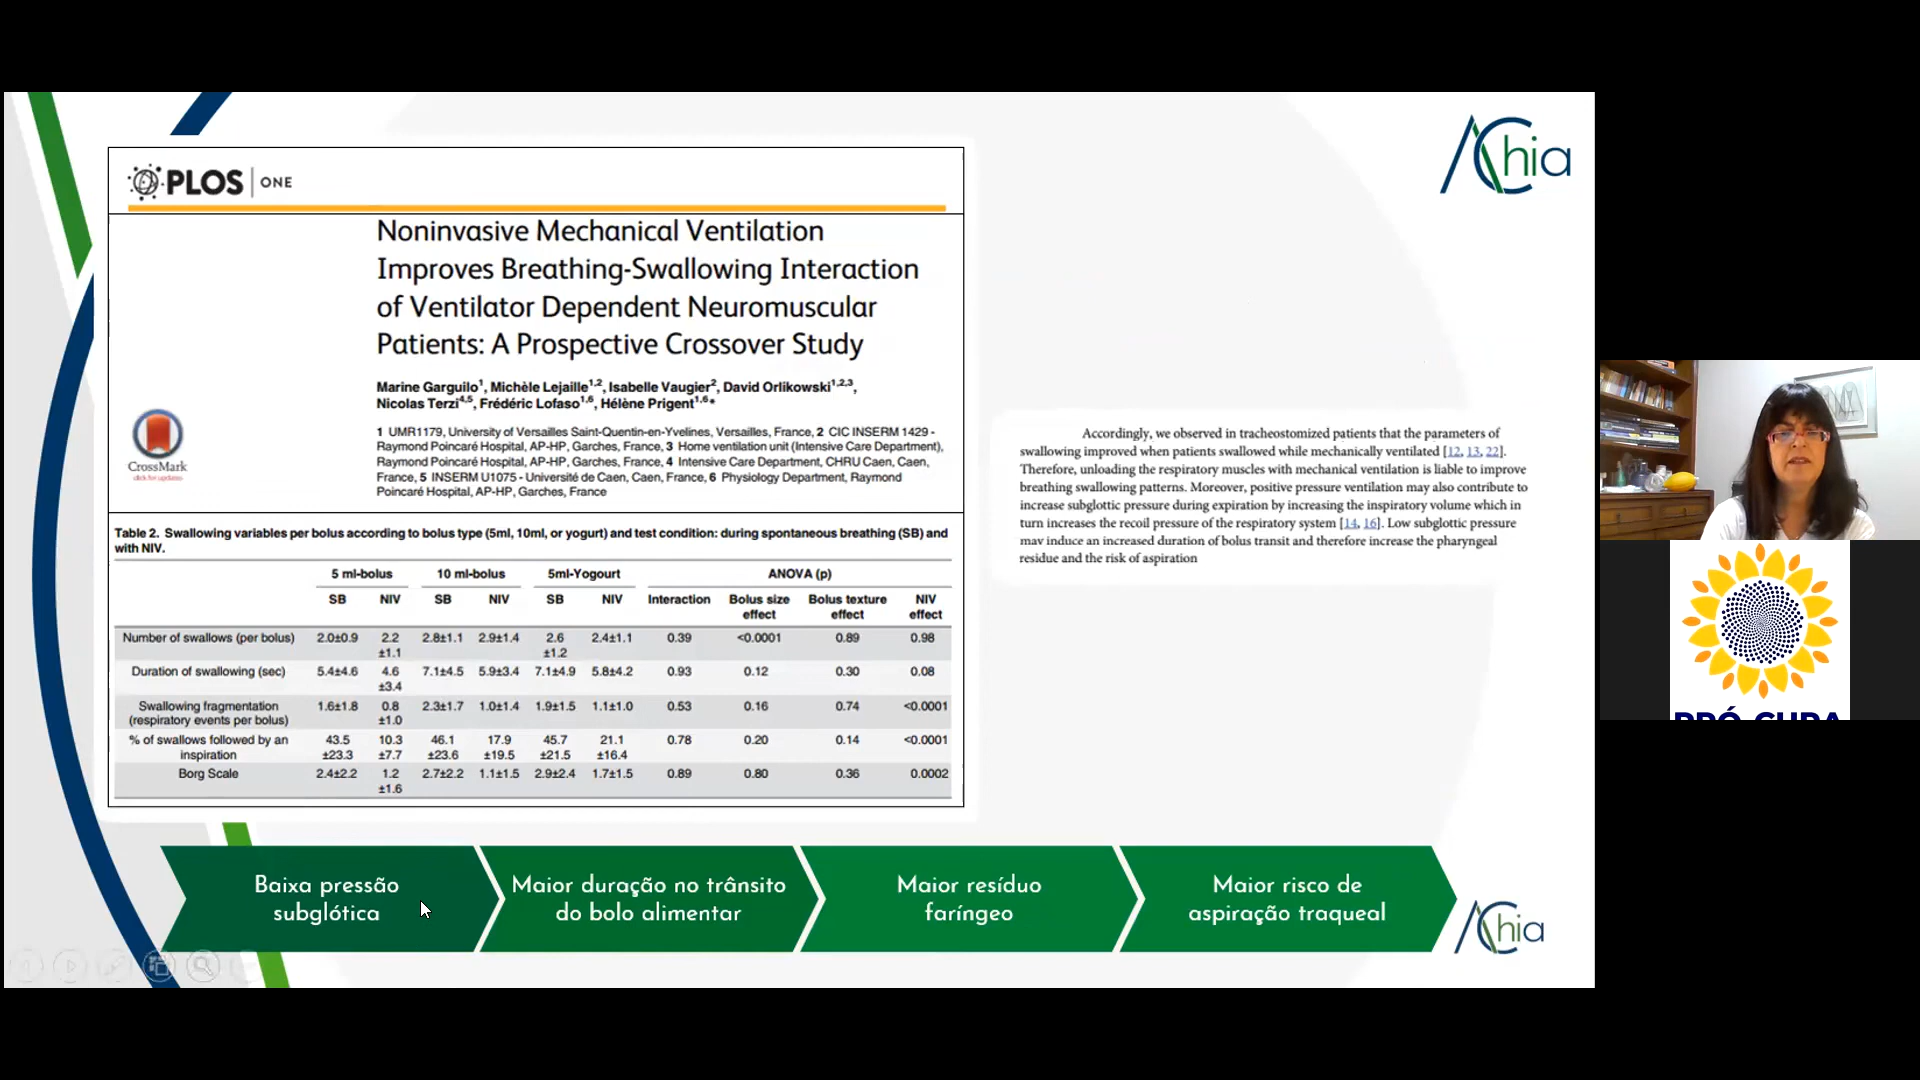 PLOS ONE
Noninvasive Mechanical Ventilation
Improves Breathing-Swallowing Interaction
of Ventilator Dependent Neuromuscular
Patients: A Prospective Crossover Study
Marine Garguilo1, Michèle Lejaille1,2, Isabelle Vaugier2, David Orlikowski1,2,3,
Nicolas Terzi4,5, Frédéric Lofaso1,6, Hélène Prigent1,6*
1 UMR1179, University of Versailles Saint-Quentin-en-Yvelines, Versailles, France, 2 CIC INSERM 1429 -
Raymond Poincaré Hospital, AP-HP, Garches, France, 3 Home ventilation unit (Intensive Care Department),
Raymond Poincaré Hospital, AP-HP, Garches, France, 4 Intensive Care Department, CHRU Caen, Caen,
France, 5 INSERM U1075 - Université de Caen, Caen, France, 6 Physiology Department, Raymond
Poincaré Hospital, AP-HP, Garches, France
CrossMark
click for updates
Table 2. Swallowing variables per bolus according to bolus type (5ml, 10ml, or yogurt) and test condition: during spontaneous breathing (SB) and
with NIV.
5 ml-bolus 10 ml-bolus 5ml-Yogourt ANOVA (p)
SB NIV SB NIV SB NIV Interaction Bolus size Bolus texture NIV
effect effect effect
Number of swallows (per bolus) 2.0±0.9 2.2 2.8±1.1 2.9±1.4 2.6 2.4±1.1 0.39 <0.0001 0.89 0.98
±1.1 ±1.2
Duration of swallowing (sec) 5.4±4.6 4.6 7.1±4.5 5.9±3.4 7.1±4.9 5.8±4.2 0.93 0.12 0.30 0.08
±3.4
Swallowing fragmentation 1.6±1.8 0.8 2.3±1.7 1.0±1.4 1.9±1.5 1.1±1.0 0.53 0.16 0.74 <0.0001
(respiratory events per bolus) ±1.0
% of swallows followed by an 43.5 10.3 46.1 17.9 45.7 21.1 0.78 0.20 0.14 <0.0001
inspiration ±23.3 ±7.7 ±23.6 ±19.5 ±21.5 ±16.4
Borg Scale 2.4±2.2 1.2 2.7±2.2 1.1±1.5 2.9±2.4 1.7±1.5 0.89 0.80 0.36 0.0002
±1.6
AChia
Accordingly, we observed in tracheostomized patients that the parameters of
swallowing improved when patients swallowed while mechanically ventilated [12, 13, 22].
Therefore, unloading the respiratory muscles with mechanical ventilation is liable to improve
breathing swallowing patterns. Moreover, positive pressure ventilation may also contribute to
increase subglottic pressure during expiration by increasing the inspiratory volume which in
turn increases the recoil pressure of the respiratory system [14, 16]. Low subglottic pressure
may induce an increased duration of bolus transit and therefore increase the pharyngeal
residue and the risk of aspiration
Baixa pressão
subglótica
Maior duração no trânsito
do bolo alimentar
Maior resíduo
faríngeo
Maior risco de
aspiração traqueal
AChia
PRÓ-CURA